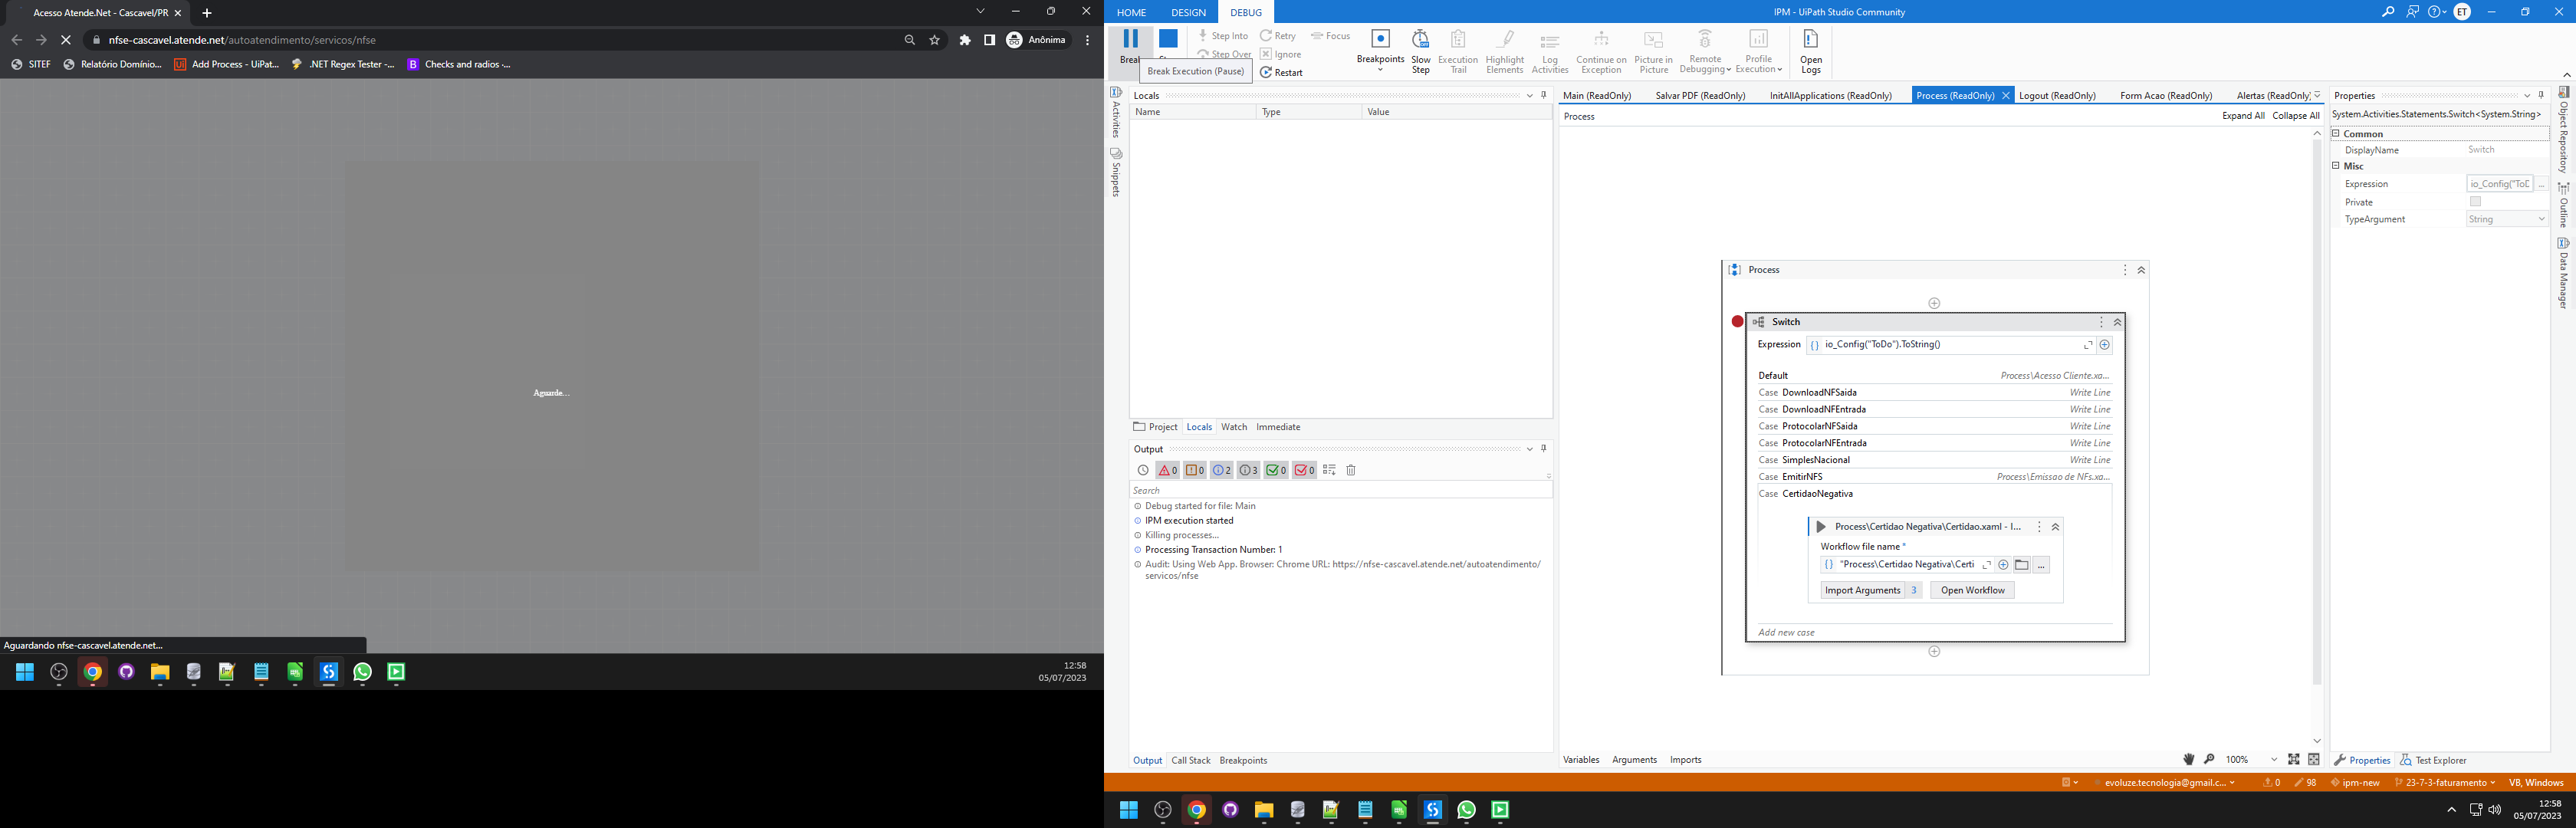 Acesso Atende.Net - Cascavel/PR
nfse-cascavel.atende.net/autoatendimento/servicos/nfse
Anônima
SITEF
Relatório Domínio...
Add Process - UiPat...
.NET Regex Tester -...
Checks and radios ·...
Aguarde...
Aguardando nfse-cascavel.atende.net...
12:58
05/07/2023
HOME DESIGN DEBUG
IPM - UiPath Studio Community
ET
Break
Step Into
Step Over
Retry
Ignore
Restart
Focus
Break Execution (Pause)
Breakpoints
Slow Step
Execution Trail
Highlight Elements
Log Activities
Continue on Exception
Picture in Picture
Remote Debugging
Profile Execution
Open Logs
Activities
Snippets
Locals
Name Type Value
Project Locals Watch Immediate
Output
0 0 2 3 0 0
Search
Debug started for file: Main
IPM execution started
Killing processes...
Processing Transaction Number: 1
Audit: Using Web App. Browser: Chrome URL: https://nfse-cascavel.atende.net/autoatendimento/
servicos/nfse
Output Call Stack Breakpoints
Main (ReadOnly) Salvar PDF (ReadOnly) InitAllApplications (ReadOnly) Process (ReadOnly) Logout (ReadOnly) Form Acao (ReadOnly) Alertas (ReadOnly)
Process
Expand All Collapse All
Process
Switch
Expression io_Config("ToDo").ToString()
Default Process\Acesso Cliente.xa...
Case DownloadNFSaida Write Line
Case DownloadNFEntrada Write Line
Case ProtocolarNFSaida Write Line
Case ProtocolarNFEntrada Write Line
Case SimplesNacional Write Line
Case EmitirNFS Process\Emissao de NFs.xa...
Case CertidaoNegativa
Process\Certidao Negativa\Certidao.xaml - I...
Workflow file name *
"Process\Certidao Negativa\Certi
...
Import Arguments 3 Open Workflow
Add new case
Variables Arguments Imports
100%
Properties
System.Activities.Statements.Switch<System.String>
Common
DisplayName Switch
Misc
Expression io_Config("ToD ...
Private
TypeArgument String
Properties Test Explorer
Object Repository
Outline
Data Manager
evoluze.tecnologia@gmail.c...
0
98
ipm-new
23-7-3-faturamento
VB, Windows
12:58
05/07/2023